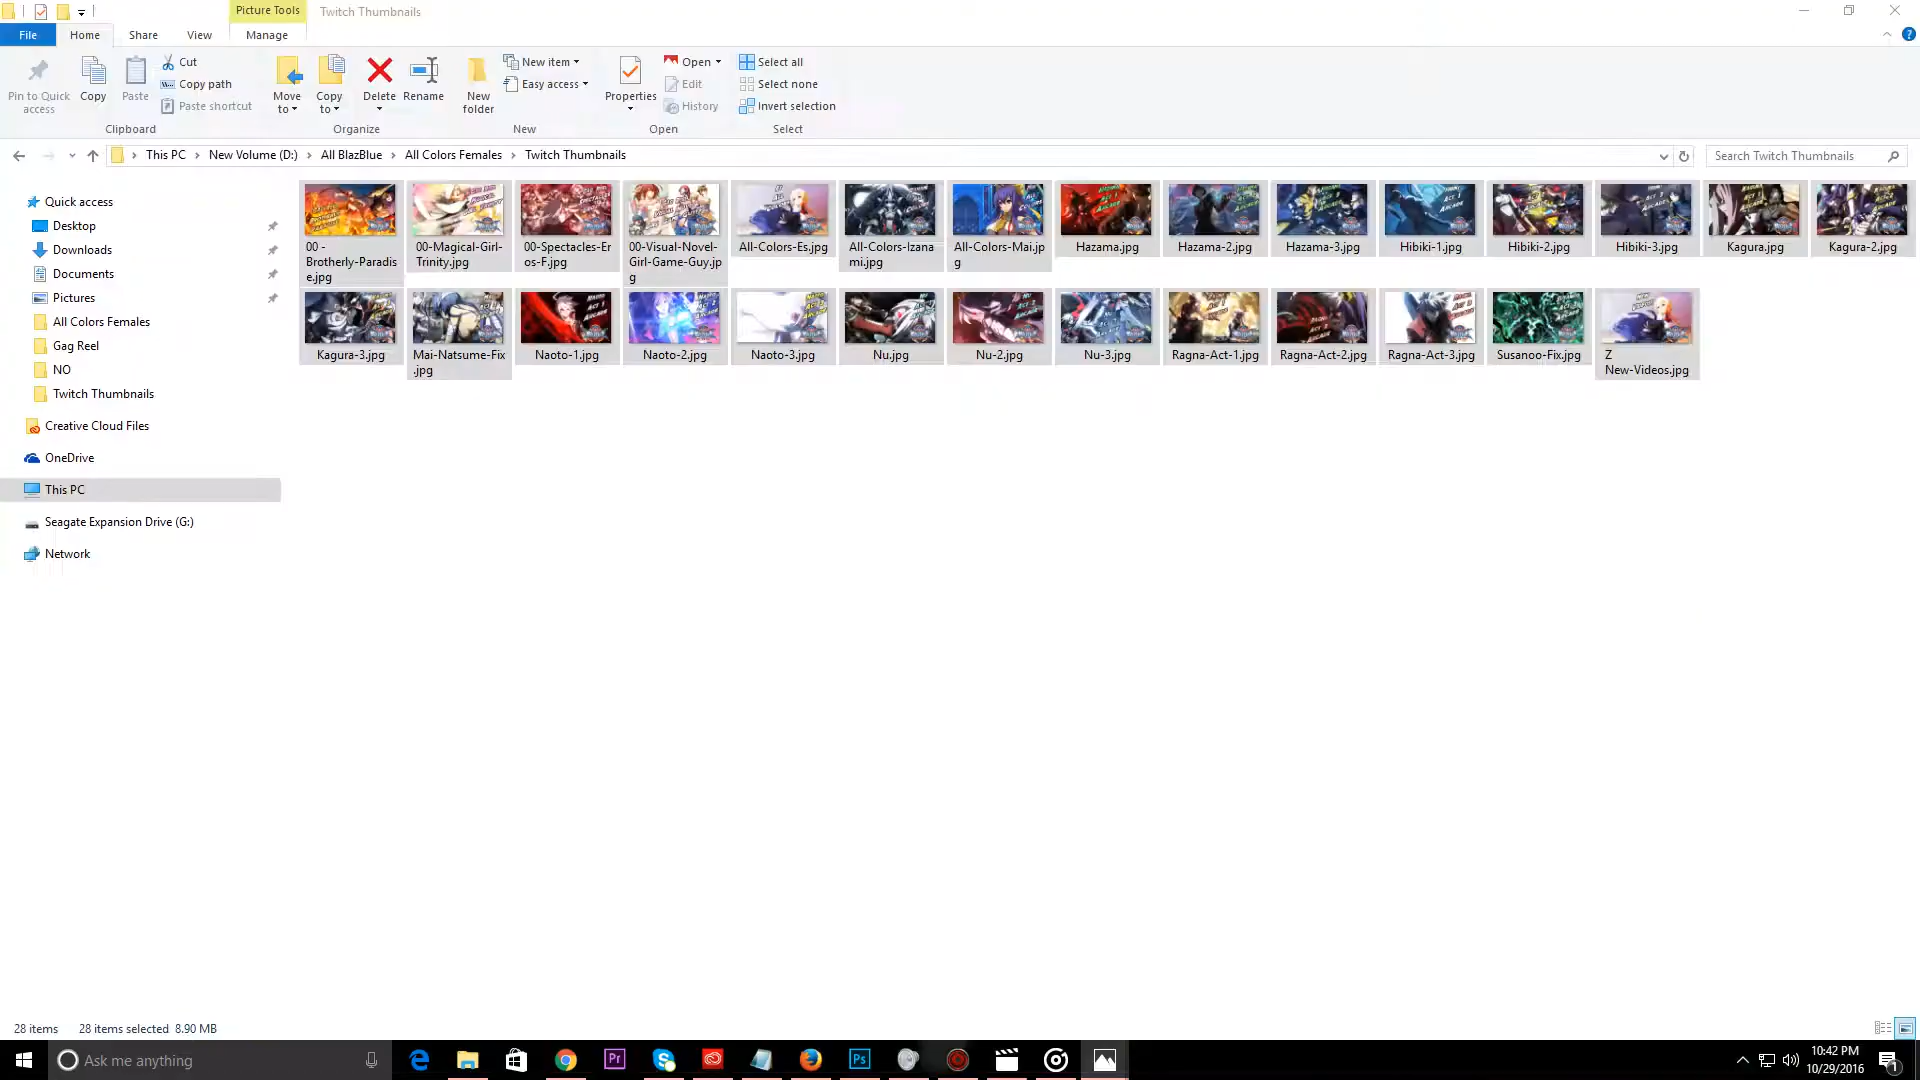 Picture Tools
Twitch Thumbnails
File
Home
Share
View
Manage
Pin to Quick
access
Copy
Paste
Cut
Copy path
Paste shortcut
Move
to
Copy
to
Delete
Rename
New
folder
New item
Easy access
Properties
Open
Edit
History
Select all
Select none
Invert selection
Clipboard
Organize
New
Open
Select
This PC
New Volume (D:)
All BlazBlue
All Colors Females
Twitch Thumbnails
Search Twitch Thumbnails
Quick access
Desktop
Downloads
Documents
Pictures
All Colors Females
Gag Reel
NO
Twitch Thumbnails
Creative Cloud Files
OneDrive
This PC
Seagate Expansion Drive (G:)
Network
00 -
Brotherly-Paradis
e.jpg
00-Magical-Girl-
Trinity.jpg
00-Spectacles-Er
os-F.jpg
00-Visual-Novel-
Girl-Game-Guy.jp
g
All-Colors-Es.jpg
All-Colors-Izana
mi.jpg
All-Colors-Mai.jp
g
Hazama.jpg
Hazama-2.jpg
Hazama-3.jpg
Hibiki-1.jpg
Hibiki-2.jpg
Hibiki-3.jpg
Kagura.jpg
Kagura-2.jpg
Kagura-3.jpg
Mai-Natsume-Fix
.jpg
Naoto-1.jpg
Naoto-2.jpg
Naoto-3.jpg
Nu.jpg
Nu-2.jpg
Nu-3.jpg
Ragna-Act-1.jpg
Ragna-Act-2.jpg
Ragna-Act-3.jpg
Susanoo-Fix.jpg
Z
New-Videos.jpg
28 items
28 items selected 8.90 MB
Ask me anything
Pr
Ps
10:42 PM
10/29/2016
1